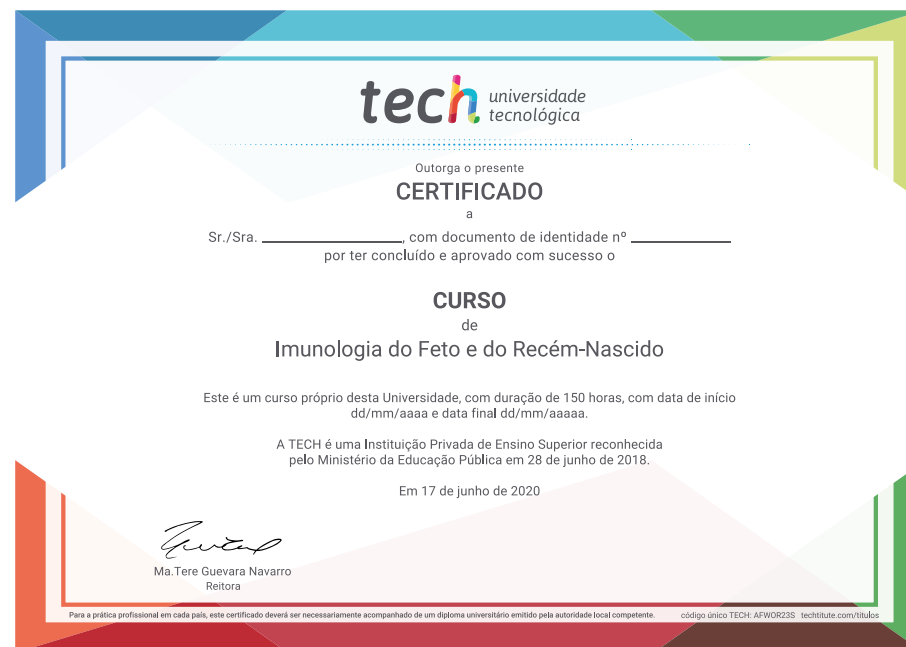 tech universidade
tecnológica
Outorga o presente
CERTIFICADO
a
Sr./Sra. ____________, com documento de identidade nº ____________
por ter concluído e aprovado com sucesso o
CURSO
de
Imunologia do Feto e do Recém-Nascido
Este é um curso próprio desta Universidade, com duração de 150 horas, com data de início
dd/mm/aaaa e data final dd/mm/aaaaa.
A TECH é uma Instituição Privada de Ensino Superior reconhecida
pelo Ministério da Educação Pública em 28 de junho de 2018.
Em 17 de junho de 2020
Ma.Tere Guevara Navarro
Reitora
Para a prática profissional em cada país, este certificado deverá ser necessariamente acompanhado de um diploma universitário emitido pela autoridade local competente.
código único TECH: AFWOR23S techtitute.com/titulos